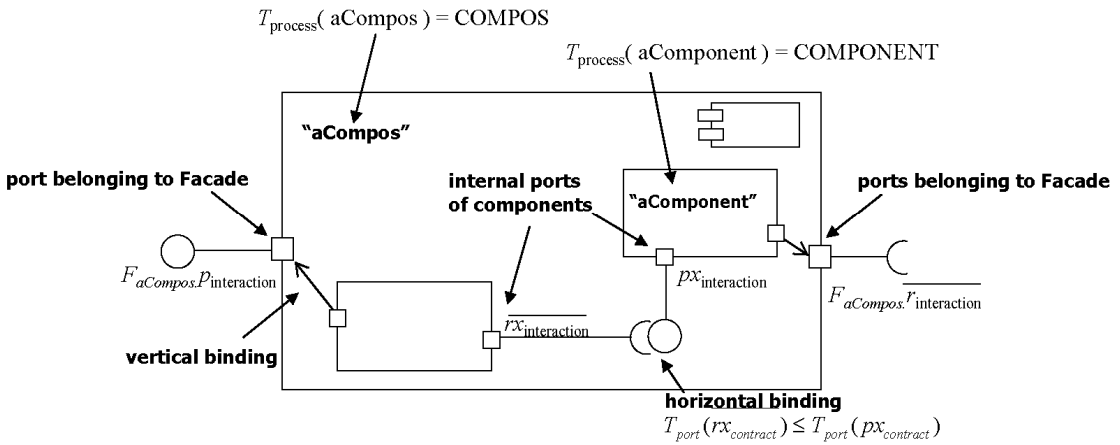 T_process( aCompos ) = COMPOS
T_process( aComponent ) = COMPONENT
“aCompos”
port belonging to Facade
internal ports
of components
“aComponent”
ports belonging to Facade
F_aCompos.p_interaction
px_interaction
F_aCompos.r̅_interaction
rx_interaction
vertical binding
horizontal binding
T_port(rx_contract) ≤ T_port(px_contract)